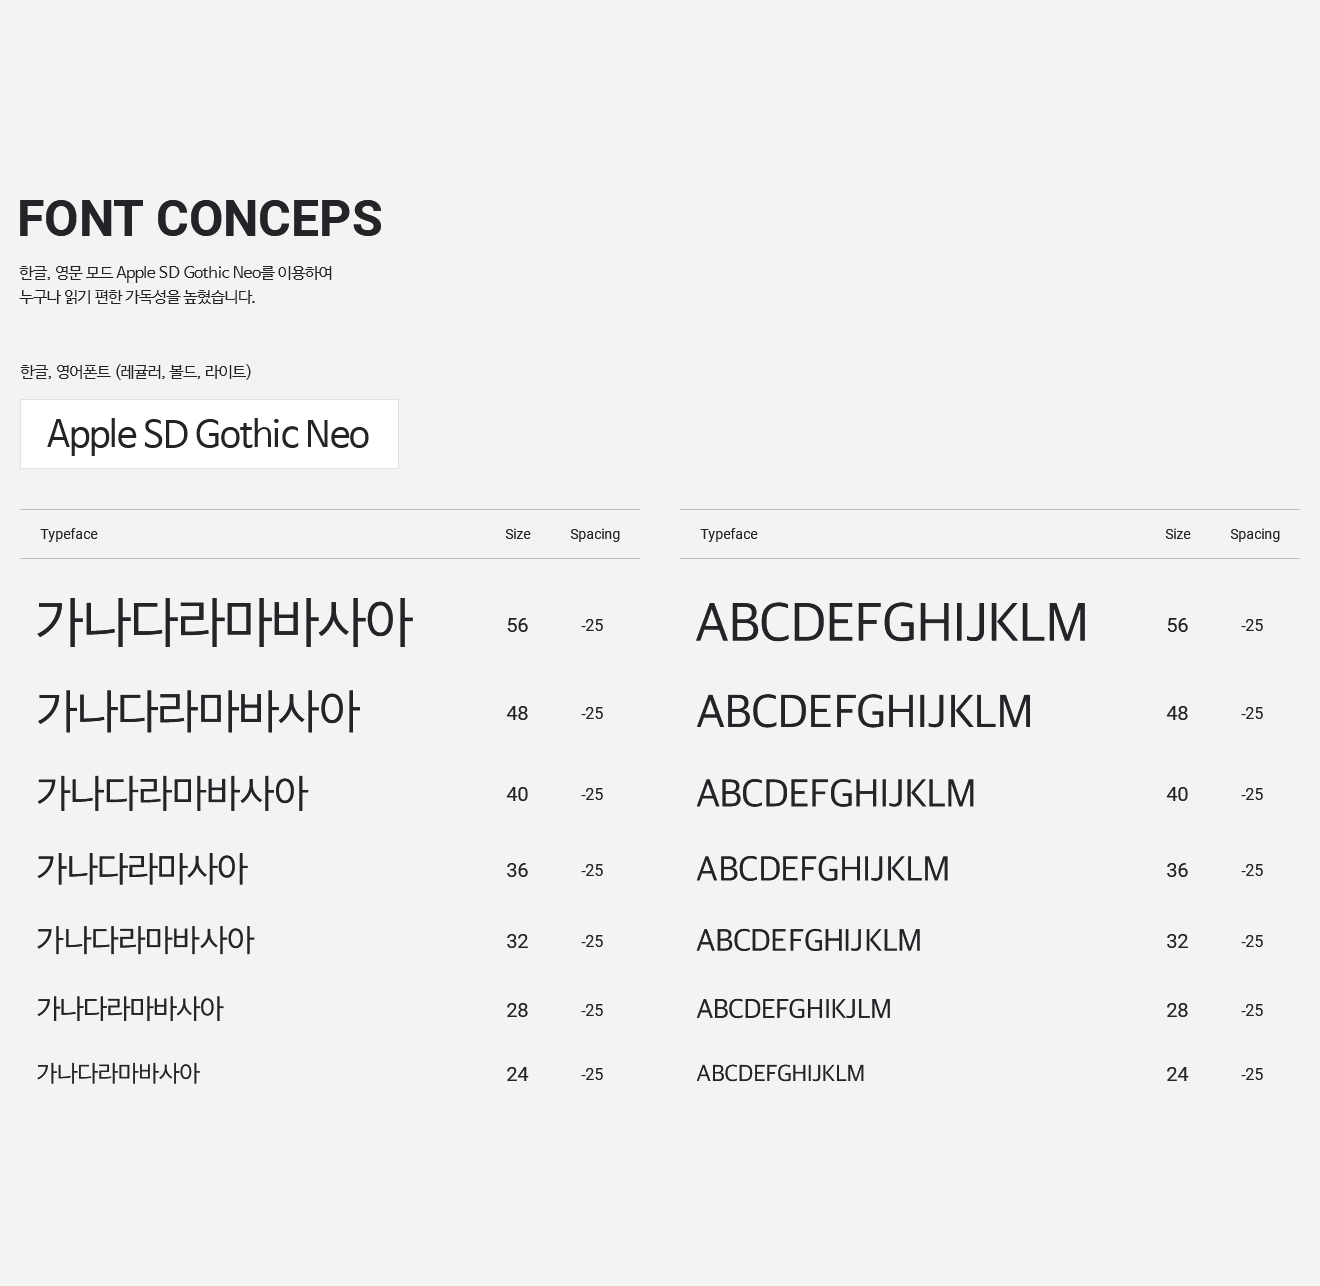 FONT CONCEPS
한글, 영문 모드 Apple SD Gothic Neo를 이용하여
누구나 읽기 편한 가독성을 높혔습니다.
한글, 영어폰트 (레귤러, 볼드, 라이트)
Apple SD Gothic Neo
Typeface Size Spacing
가나다라마바사아 56 -25
가나다라마바사아 48 -25
가나다라마바사아 40 -25
가나다라마사아 36 -25
가나다라마바사아 32 -25
가나다라마바사아 28 -25
가나다라마바사아 24 -25
Typeface Size Spacing
ABCDEFGHIJKLM 56 -25
ABCDEFGHIJKLM 48 -25
ABCDEFGHIJKLM 40 -25
ABCDEFGHIJKLM 36 -25
ABCDEFGHIJKLM 32 -25
ABCDEFGHIKJLM 28 -25
ABCDEFGHIJKLM 24 -25